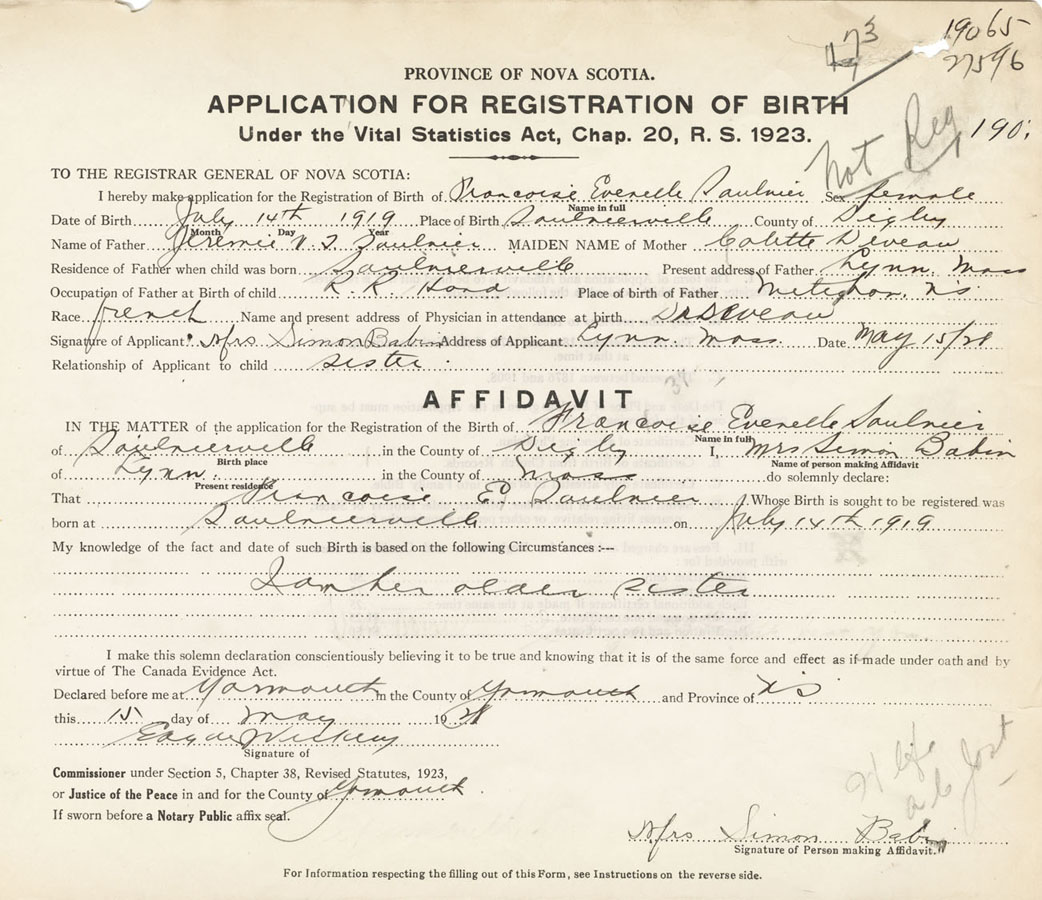 173
19065
27596
PROVINCE OF NOVA SCOTIA.
APPLICATION FOR REGISTRATION OF BIRTH
Under the Vital Statistics Act, Chap. 20, R. S. 1923.
Not Reg
190
TO THE REGISTRAR GENERAL OF NOVA SCOTIA:
I hereby make application for the Registration of Birth of Francoise Evenelle Saulnier Sex female
Name in full
Date of Birth July 14th 1919 Place of Birth Saulnierville County of Digby
Month Day Year
Name of Father Jeremie V. J. Saulnier MAIDEN NAME of Mother Colette Deveau
Residence of Father when child was born Saulnierville Present address of Father Lynn. Mass
Occupation of Father at Birth of child R. R. Hand Place of birth of Father Meteghan. NS
Race french Name and present address of Physician in attendance at birth Dr Deveau
Signature of Applicant Mrs Simon Babin Address of Applicant Lynn Mass. Date May 15/28
Relationship of Applicant to child sister
AFFIDAVIT
IN THE MATTER of the application for the Registration of the Birth of Francoise Evenelle Saulnier
Name in full
of Saulnierville in the County of Digby I, Mrs Simon Babin
Birth place Name of person making Affidavit
of Lynn. in the County of Mass do solemnly declare:
Present residence
That Francoise E. Saulnier Whose Birth is sought to be registered was
born at Saulnierville on July 14th 1919
My knowledge of the fact and date of such Birth is based on the following Circumstances :---
I am her older sister
I make this solemn declaration conscientiously believing it to be true and knowing that it is of the same force and effect as if made under oath and by
virtue of The Canada Evidence Act.
Declared before me at Yarmouth in the County of Yarmouth and Province of NS
this 15 day of May 1928
Signature of
Commissioner under Section 5, Chapter 38, Revised Statutes, 1923,
or Justice of the Peace in and for the County of Yarmouth
If sworn before a Notary Public affix seal.
Mrs Simon Babin
Signature of Person making Affidavit.
For Information respecting the filling out of this Form, see Instructions on the reverse side.